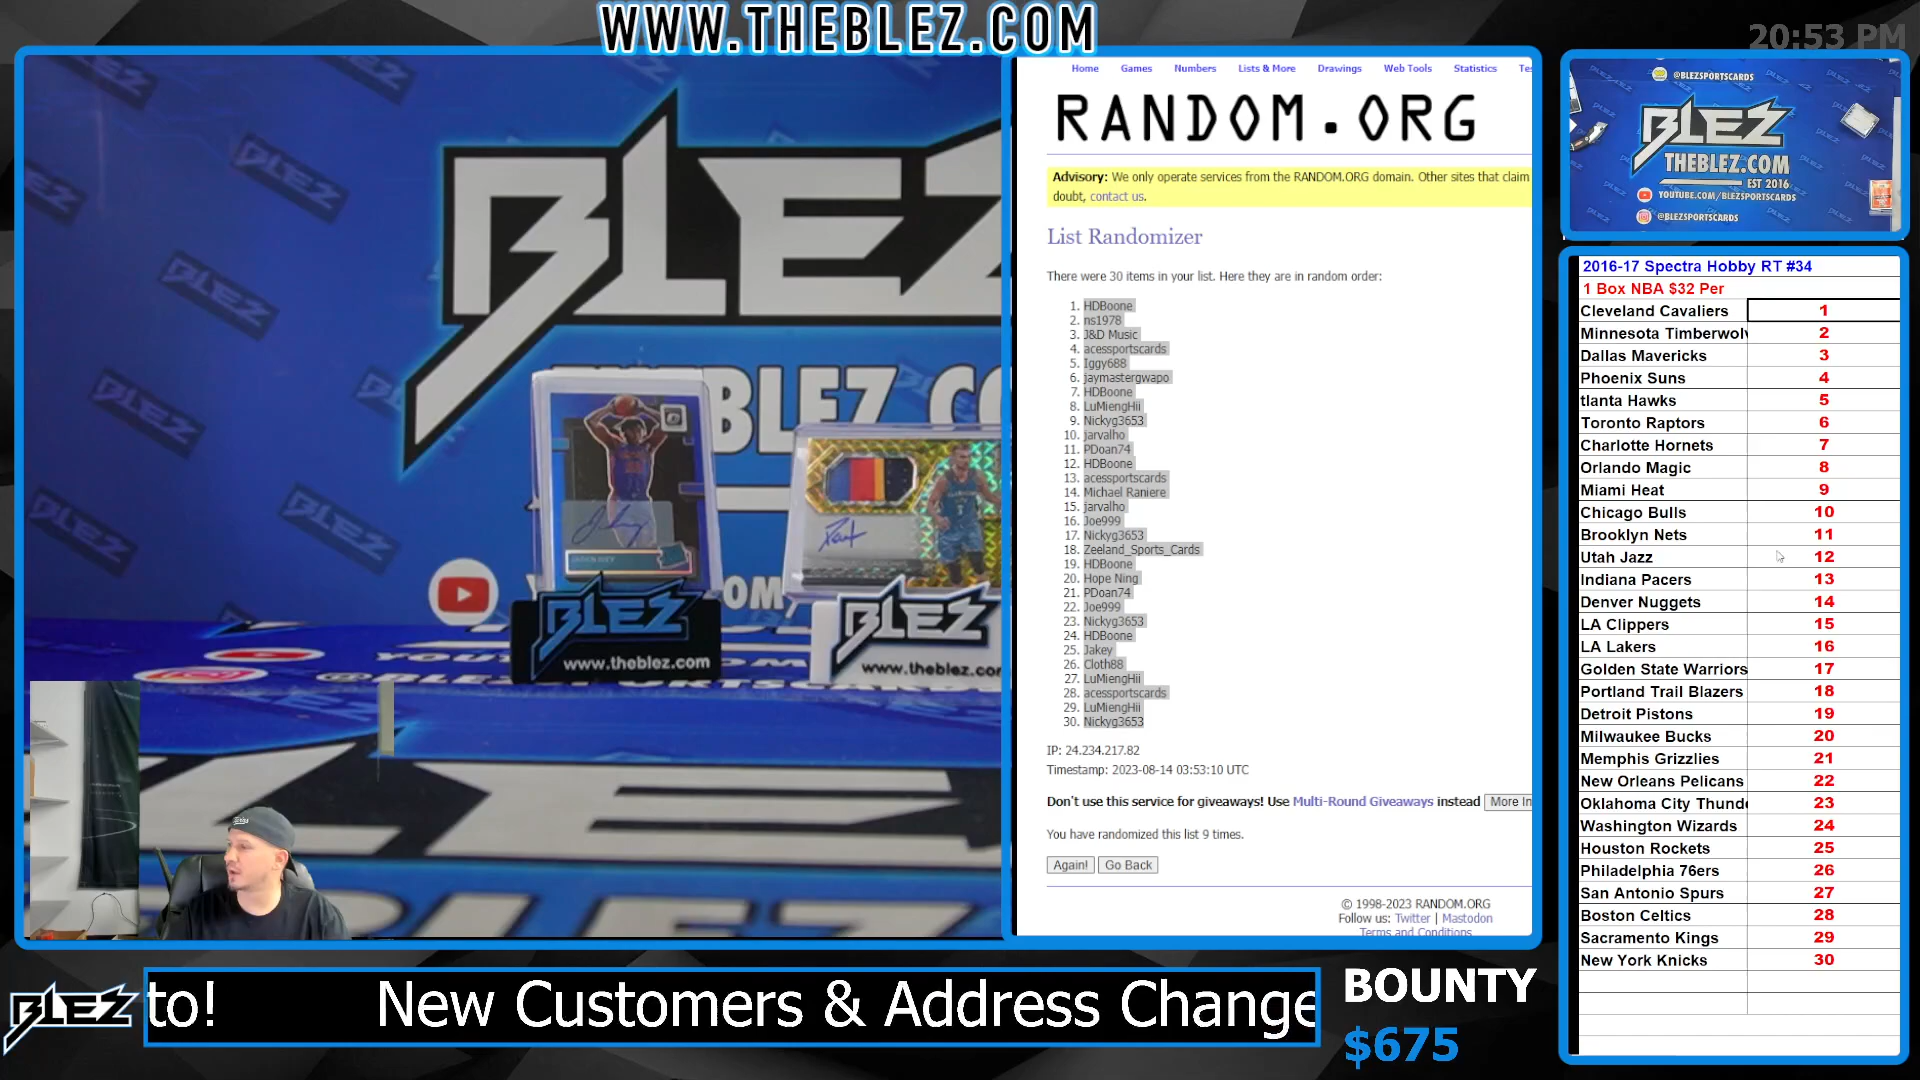 WWW.THEBLEZ.COM
20:53 PM
BLEZ
THEBLEZ.COM
www.theblez.com
www.theblez.co
Home Games Numbers Lists & More Drawings Web Tools Statistics Te
RANDOM.ORG
Advisory: We only operate services from the RANDOM.ORG domain. Other sites that claim
doubt, contact us.
List Randomizer
There were 30 items in your list. Here they are in random order:
1. HDBoone
2. ns1978
3. J&D Music
4. acessportscards
5. Iggy688
6. jaymastergwapo
7. HDBoone
8. LuMiengHii
9. Nickyg3653
10. jarvalho
11. PDoan74
12. HDBoone
13. acessportscards
14. Michael Raniere
15. jarvalho
16. Joe999
17. Nickyg3653
18. Zeeland_Sports_Cards
19. HDBoone
20. Hope Ning
21. PDoan74
22. Joe999
23. Nickyg3653
24. HDBoone
25. Jakey
26. Cloth88
27. LuMiengHii
28. acessportscards
29. LuMiengHii
30. Nickyg3653
IP: 24.234.217.82
Timestamp: 2023-08-14 03:53:10 UTC
Don't use this service for giveaways! Use Multi-Round Giveaways instead More In
You have randomized this list 9 times.
Again! Go Back
© 1998-2023 RANDOM.ORG
Follow us: Twitter | Mastodon
Terms and Conditions
@BLEZSPORTSCARDS
BLEZ
THEBLEZ.COM
EST 2016
YOUTUBE.COM/BLEZSPORTSCARDS
@BLEZSPORTSCARDS
2016-17 Spectra Hobby RT #34
1 Box NBA $32 Per
Cleveland Cavaliers 1
Minnesota Timberwolv 2
Dallas Mavericks 3
Phoenix Suns 4
tlanta Hawks 5
Toronto Raptors 6
Charlotte Hornets 7
Orlando Magic 8
Miami Heat 9
Chicago Bulls 10
Brooklyn Nets 11
Utah Jazz 12
Indiana Pacers 13
Denver Nuggets 14
LA Clippers 15
LA Lakers 16
Golden State Warriors 17
Portland Trail Blazers 18
Detroit Pistons 19
Milwaukee Bucks 20
Memphis Grizzlies 21
New Orleans Pelicans 22
Oklahoma City Thund 23
Washington Wizards 24
Houston Rockets 25
Philadelphia 76ers 26
San Antonio Spurs 27
Boston Celtics 28
Sacramento Kings 29
New York Knicks 30
BLEZ
to! New Customers & Address Change
BOUNTY
$675